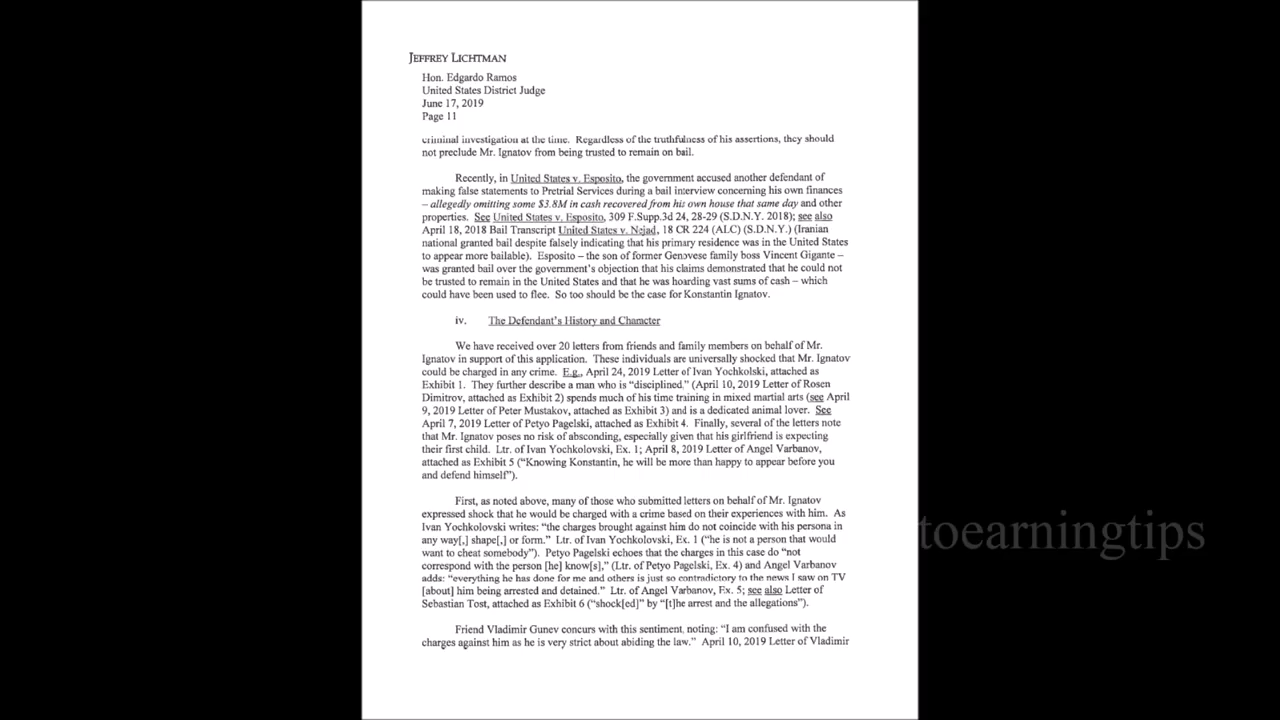 JEFFREY LICHTMAN
Hon. Edgardo Ramos
United States District Judge
June 17, 2019
Page 11
criminal investigation at the time. Regardless of the truthfulness of his assertions, they should
not preclude Mr. Ignatov from being trusted to remain on bail.
Recently, in United States v. Esposito, the government accused another defendant of
making false statements to Pretrial Services during a bail interview concerning his own finances
– allegedly omitting some $3.8M in cash recovered from his own house that same day and other
properties. See United States v. Esposito, 309 F.Supp.3d 24, 28-29 (S.D.N.Y. 2018); see also
April 18, 2018 Bail Transcript United States v. Nejad, 18 CR 224 (ALC) (S.D.N.Y.) (Iranian
national granted bail despite falsely indicating that his primary residence was in the United States
to appear more bailable). Esposito – the son of former Genovese family boss Vincent Gigante –
was granted bail over the government's objection that his claims demonstrated that he could not
be trusted to remain in the United States and that he was hoarding vast sums of cash – which
could have been used to flee. So too should be the case for Konstantin Ignatov.
iv. The Defendant's History and Character
We have received over 20 letters from friends and family members on behalf of Mr.
Ignatov in support of this application. These individuals are universally shocked that Mr. Ignatov
could be charged in any crime. E.g., April 24, 2019 Letter of Ivan Yochkolski, attached as
Exhibit 1. They further describe a man who is “disciplined.” (April 10, 2019 Letter of Rosen
Dimitrov, attached as Exhibit 2) spends much of his time training in mixed martial arts (see April
9, 2019 Letter of Peter Mustakov, attached as Exhibit 3) and is a dedicated animal lover. See
April 7, 2019 Letter of Petyo Pagelski, attached as Exhibit 4. Finally, several of the letters note
that Mr. Ignatov poses no risk of absconding, especially given that his girlfriend is expecting
their first child. Ltr. of Ivan Yochkolovski, Ex. 1; April 8, 2019 Letter of Angel Varbanov,
attached as Exhibit 5 (“Knowing Konstantin, he will be more than happy to appear before you
and defend himself”).
First, as noted above, many of those who submitted letters on behalf of Mr. Ignatov
expressed shock that he would be charged with a crime based on their experiences with him. As
Ivan Yochkolovski writes: “the charges brought against him do not coincide with his persona in
any way[,] shape[,] or form.” Ltr. of Ivan Yochkolovski, Ex. 1 (“he is not a person that would
want to cheat somebody”). Petyo Pagelski echoes that the charges in this case do “not
correspond with the person [he] know[s],” (Ltr. of Petyo Pagelski, Ex. 4) and Angel Varbanov
adds: “everything he has done for me and others is just so contradictory to the news I saw on TV
[about] him being arrested and detained.” Ltr. of Angel Varbanov, Ex. 5; see also Letter of
Sebastian Tost, attached as Exhibit 6 (“shock[ed]” by “[t]he arrest and the allegations”).
Friend Vladimir Gunev concurs with this sentiment, noting: “I am confused with the
charges against him as he is very strict about abiding the law.” April 10, 2019 Letter of Vladimir
toearningtips